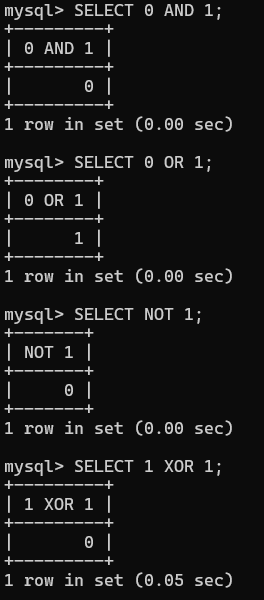 mysql> SELECT 0 AND 1;
+---------+
| 0 AND 1 |
+---------+
|       0 |
+---------+
1 row in set (0.00 sec)

mysql> SELECT 0 OR 1;
+--------+
| 0 OR 1 |
+--------+
|      1 |
+--------+
1 row in set (0.00 sec)

mysql> SELECT NOT 1;
+-------+
| NOT 1 |
+-------+
|     0 |
+-------+
1 row in set (0.00 sec)

mysql> SELECT 1 XOR 1;
+---------+
| 1 XOR 1 |
+---------+
|       0 |
+---------+
1 row in set (0.05 sec)